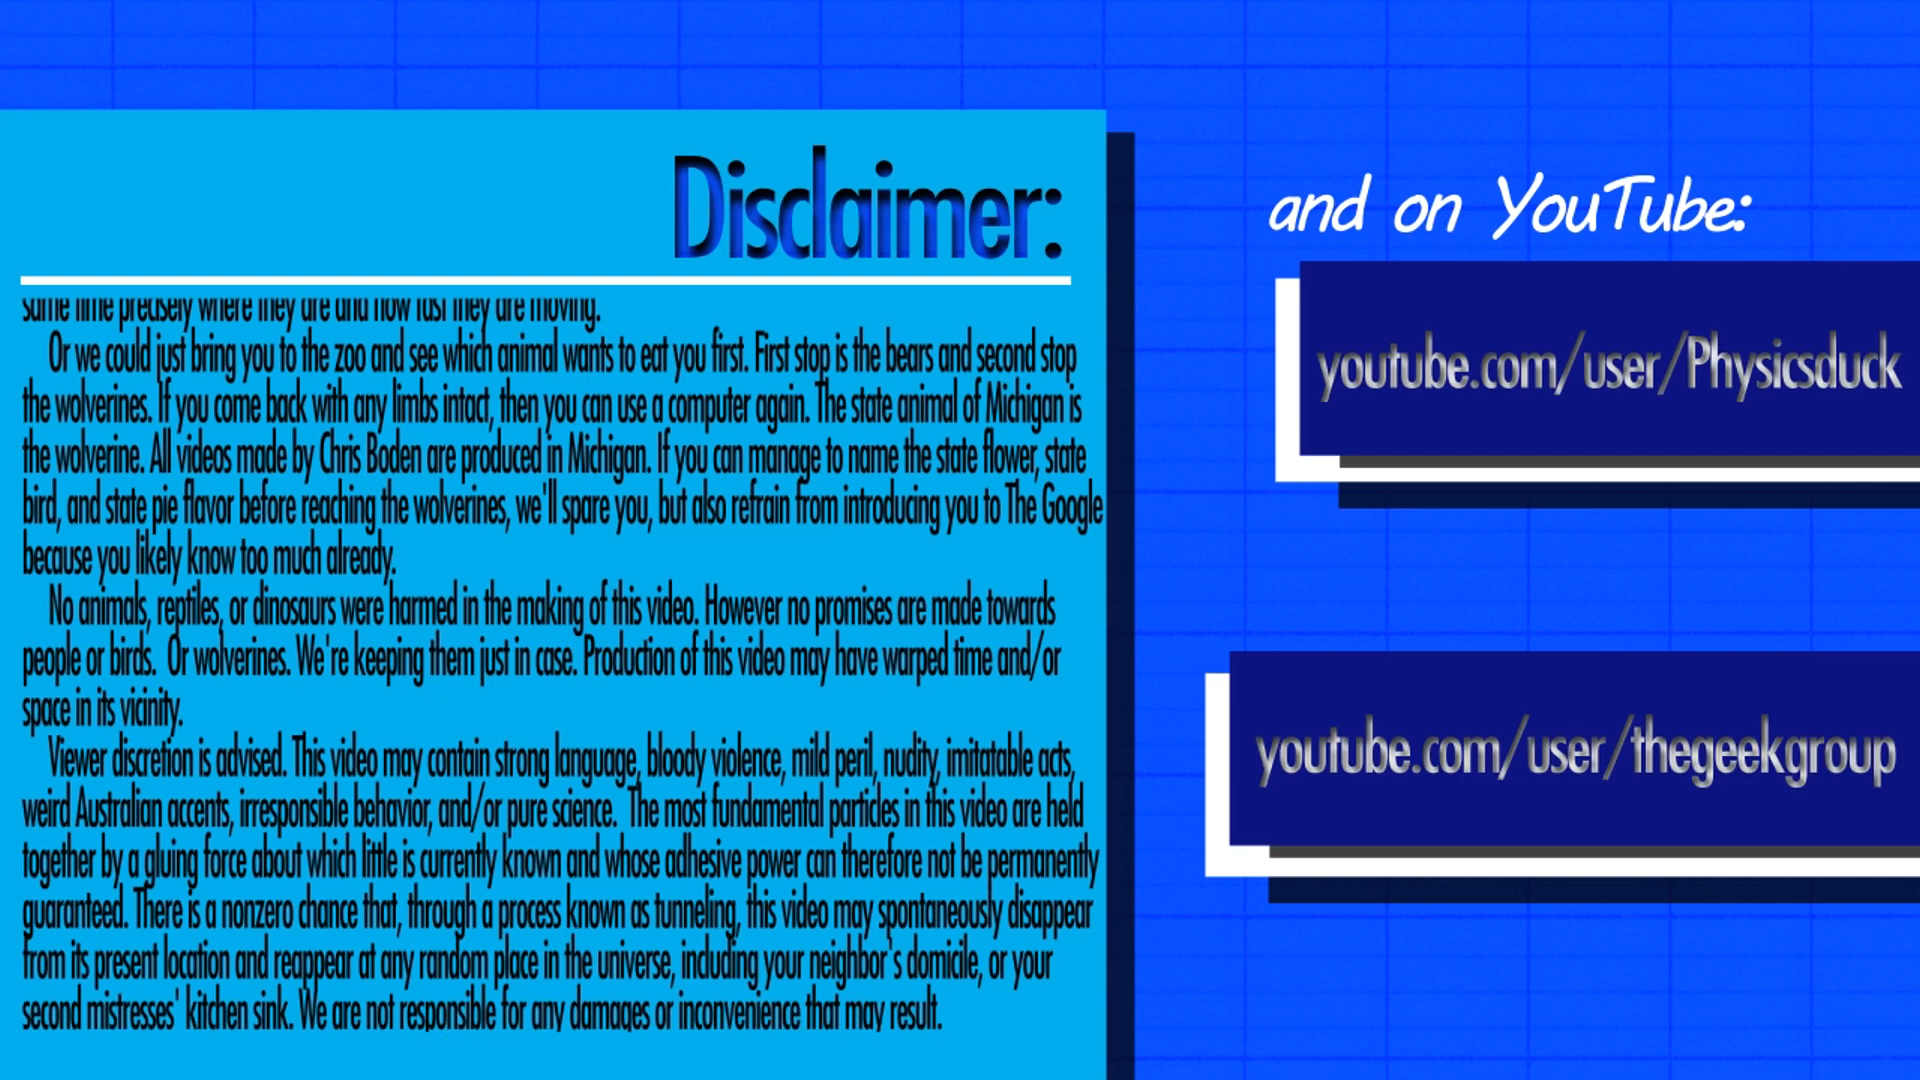 Disclaimer:
same time precisely where they are and how fast they are moving.
Or we could just bring you to the zoo and see which animal wants to eat you first. First stop is the bears and second stop
the wolverines. If you come back with any limbs intact, then you can use a computer again. The state animal of Michigan is
the wolverine. All videos made by Chris Boden are produced in Michigan. If you can manage to name the state flower, state
bird, and state pie flavor before reaching the wolverines, we'll spare you, but also refrain from introducing you to The Google
because you likely know too much already.
No animals, reptiles, or dinosaurs were harmed in the making of this video. However no promises are made towards
people or birds. Or wolverines. We're keeping them just in case. Production of this video may have warped time and/or
space in its vicinity.
Viewer discretion is advised. This video may contain strong language, bloody violence, mild peril, nudity, imitatable acts,
weird Australian accents, irresponsible behavior, and/or pure science. The most fundamental particles in this video are held
together by a gluing force about which little is currently known and whose adhesive power can therefore not be permanently
guaranteed. There is a nonzero chance that, through a process known as tunneling, this video may spontaneously disappear
from its present location and reappear at any random place in the universe, including your neighbor's domicile, or your
second mistresses' kitchen sink. We are not responsible for any damages or inconvenience that may result.
and on YouTube:
youtube.com/user/Physicsduck
youtube.com/user/thegeekgroup